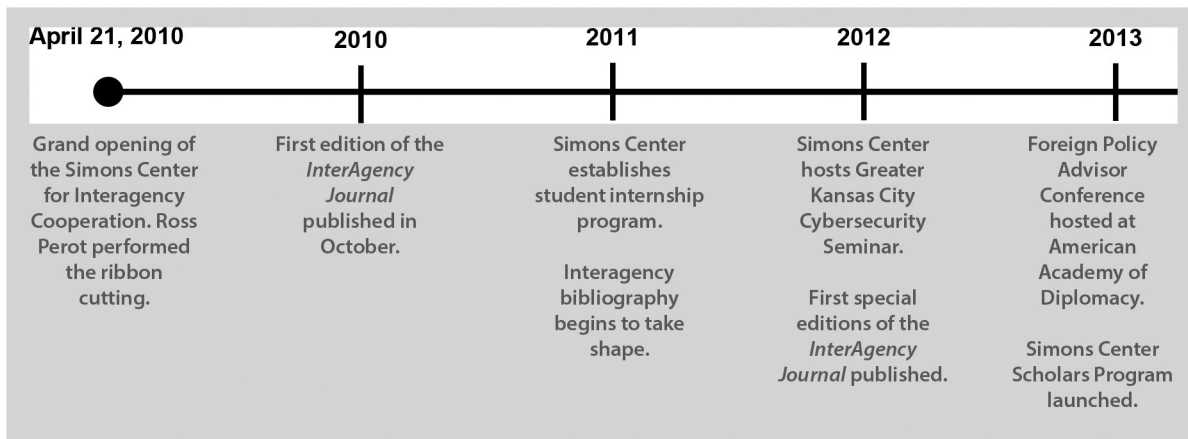 April 21, 2010
2010
2011
2012
2013
Grand opening of
the Simons Center
for Interagency
Cooperation. Ross
Perot performed
the ribbon
cutting.
First edition of the
InterAgency
Journal
published in
October.
Simons Center
establishes
student internship
program.
Interagency
bibliography
begins to take
shape.
Simons Center
hosts Greater
Kansas City
Cybersecurity
Seminar.
First special
editions of the
InterAgency
Journal published.
Foreign Policy
Advisor
Conference
hosted at
American
Academy of
Diplomacy.
Simons Center
Scholars Program
launched.